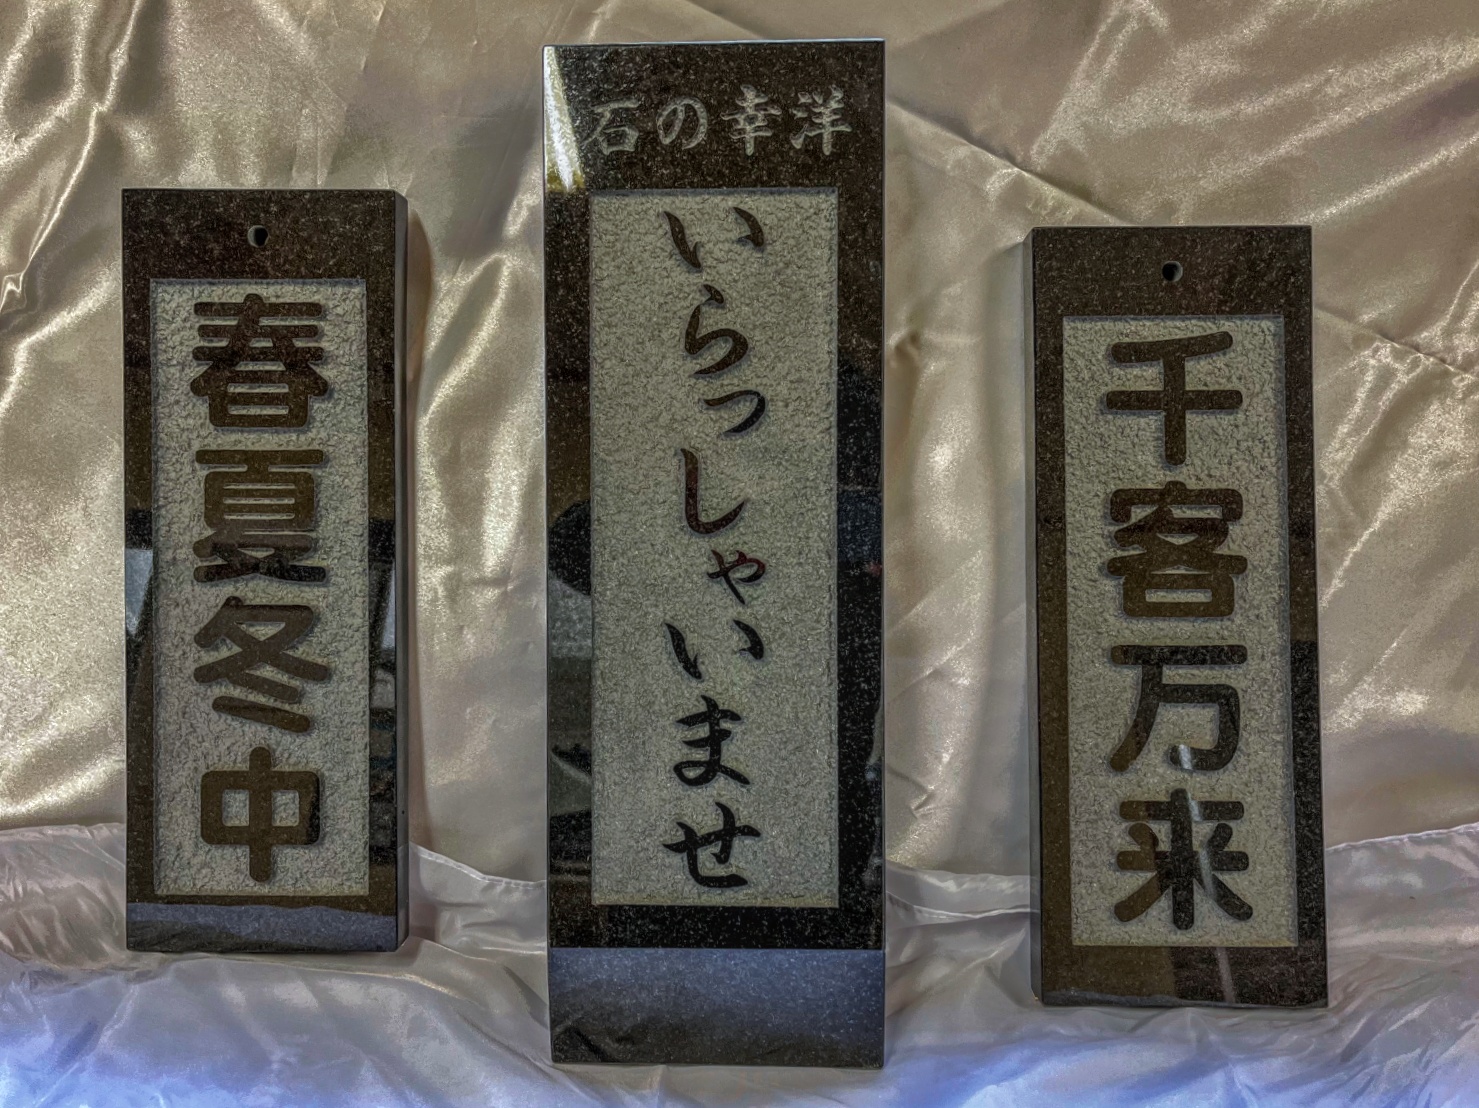 春夏冬中
石の幸洋
いらっしゃいませ
千客万来